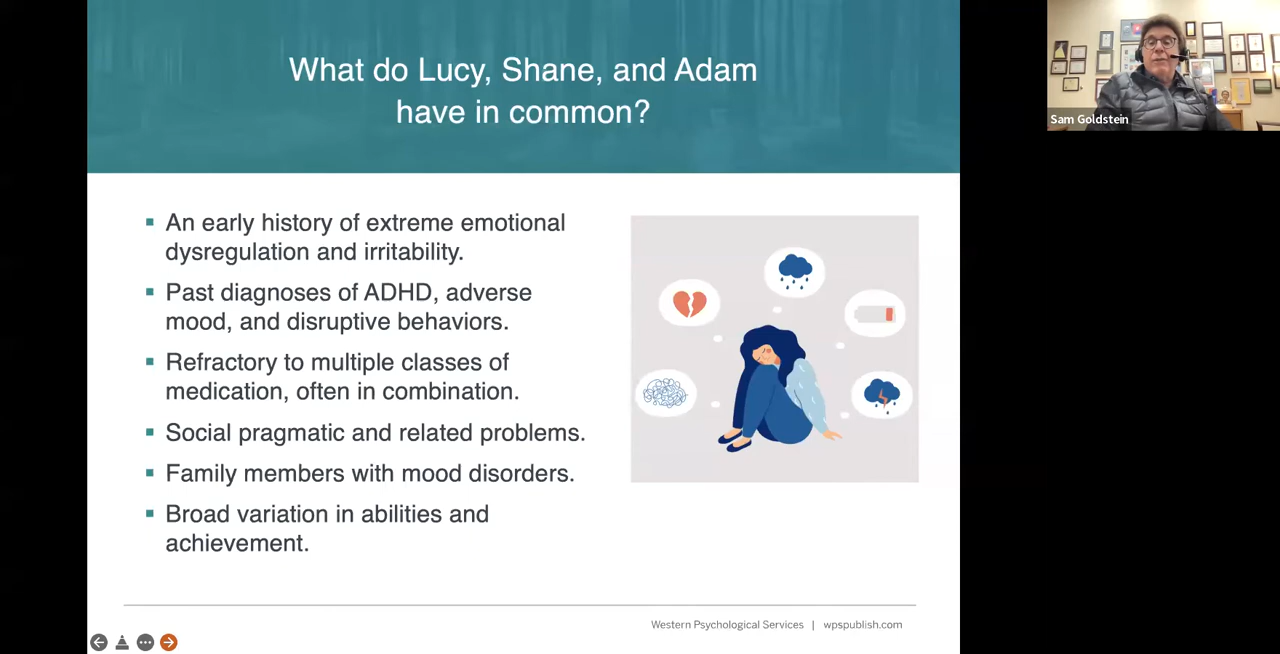 What do Lucy, Shane, and Adam
have in common?
Sam Goldstein
▪ An early history of extreme emotional
dysregulation and irritability.
▪ Past diagnoses of ADHD, adverse
mood, and disruptive behaviors.
▪ Refractory to multiple classes of
medication, often in combination.
▪ Social pragmatic and related problems.
▪ Family members with mood disorders.
▪ Broad variation in abilities and
achievement.
Western Psychological Services | wpspublish.com